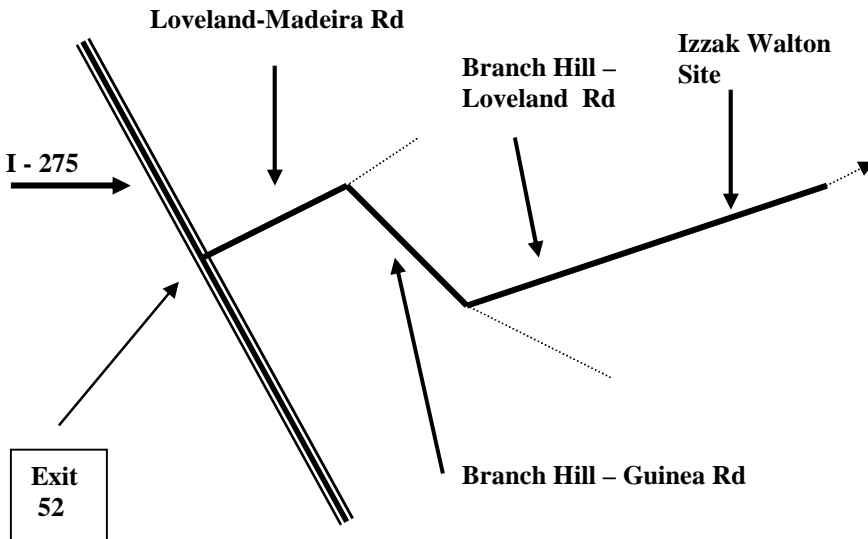 Loveland-Madeira Rd
Izzak Walton
Site
Branch Hill –
Loveland Rd
I - 275
Exit
52
Branch Hill – Guinea Rd